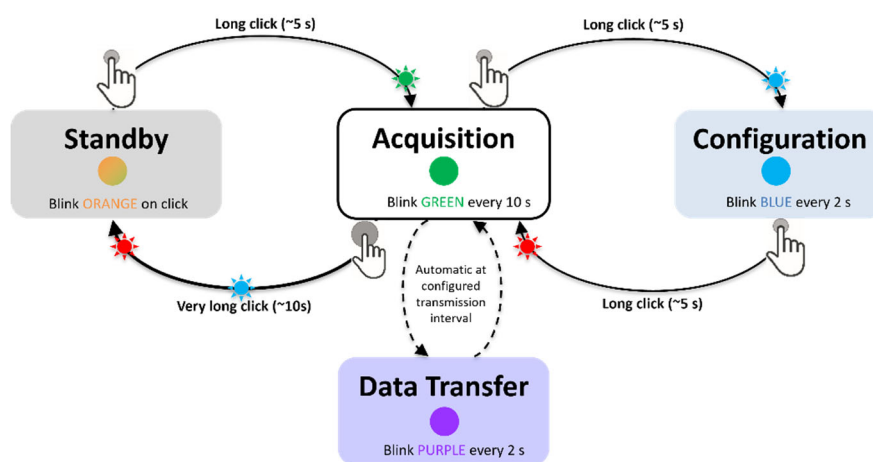 Long click (~5 s)
Long click (~5 s)
Standby
Blink ORANGE on click
Acquisition
Blink GREEN every 10 s
Configuration
Blink BLUE every 2 s
Very long click (~10s)
Automatic at
configured
transmission
interval
Long click (~5 s)
Data Transfer
Blink PURPLE every 2 s